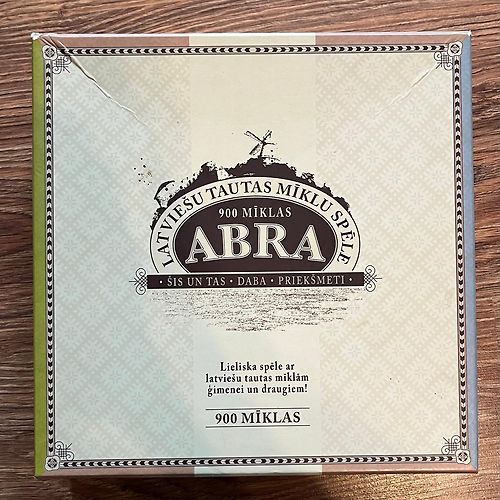 LATVIEŠU TAUTAS MĪKLU SPĒLE
900 MĪKLAS
ABRA
• ŠIS UN TAS • DABA • PRIEKŠMETI •
Lieliska spēle ar
latviešu tautas mīklām
ģimenei un draugiem!
900 MĪKLAS